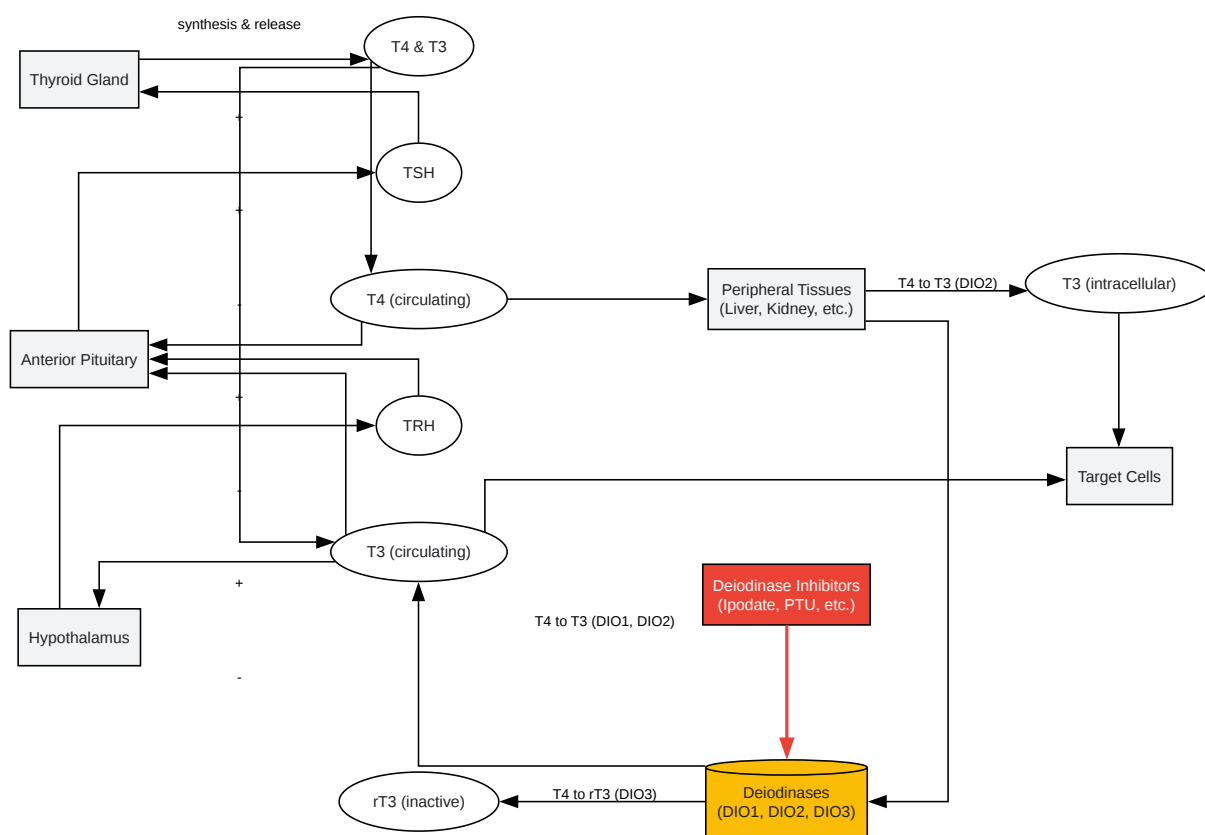 synthesis & release
T4 & T3
Thyroid Gland
+
TSH
+
T4 (circulating)
Peripheral Tissues
(Liver, Kidney, etc.)
T4 to T3 (DIO2)
T3 (intracellular)
-
Anterior Pituitary
+
TRH
Target Cells
-
T3 (circulating)
+
Deiodinase Inhibitors
(Ipodate, PTU, etc.)
T4 to T3 (DIO1, DIO2)
Hypothalamus
-
rT3 (inactive)
T4 to rT3 (DIO3)
Deiodinases
(DIO1, DIO2, DIO3)